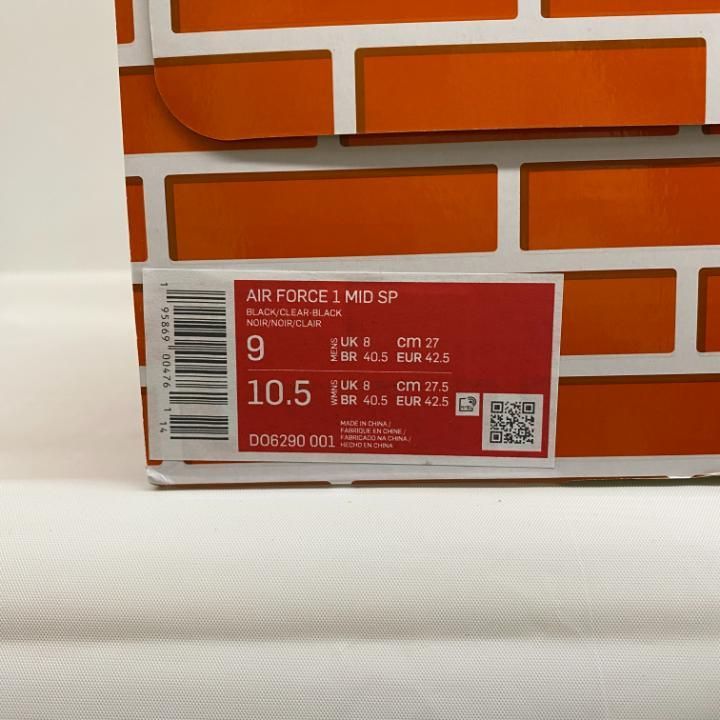 AIR FORCE 1 MID SP
BLACK/CLEAR-BLACK
NOIR/NOIR/CLAIR
9 MENS UK 8 cm 27
BR 40.5 EUR 42.5
10.5 WMNS UK 8 cm 27.5
BR 40.5 EUR 42.5
DO6290 001
MADE IN CHINA /
FABRIQUE EN CHINE /
FABRICADO NA CHINA /
HECHO EN CHINA
1 95869 00476 1 14